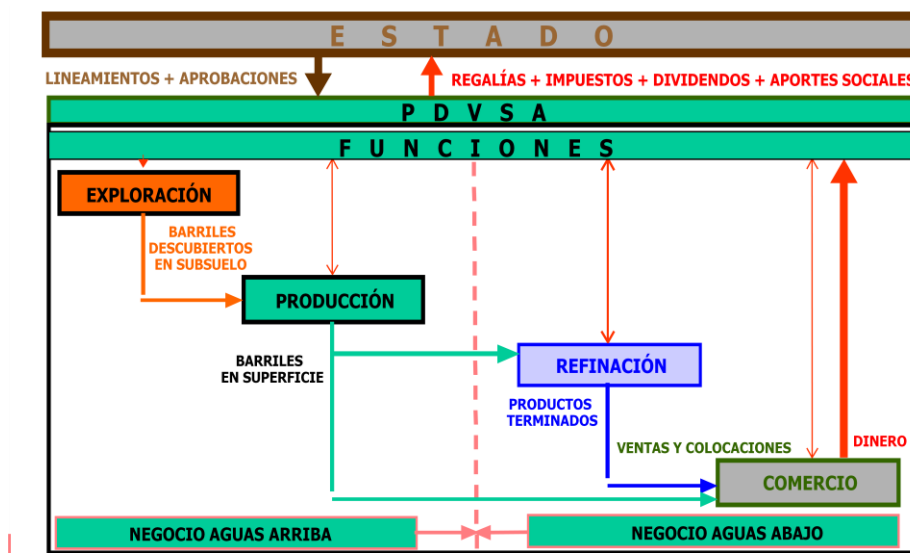 E S T A D O
LINEAMIENTOS + APROBACIONES
REGALÍAS + IMPUESTOS + DIVIDENDOS + APORTES SOCIALES
P D V S A
F U N C I O N E S
EXPLORACIÓN
BARRILES
DESCUBIERTOS
EN SUBSUELO
PRODUCCIÓN
BARRILES
EN SUPERFICIE
REFINACIÓN
PRODUCTOS
TERMINADOS
VENTAS Y COLOCACIONES
DINERO
COMERCIO
NEGOCIO AGUAS ARRIBA
NEGOCIO AGUAS ABAJO